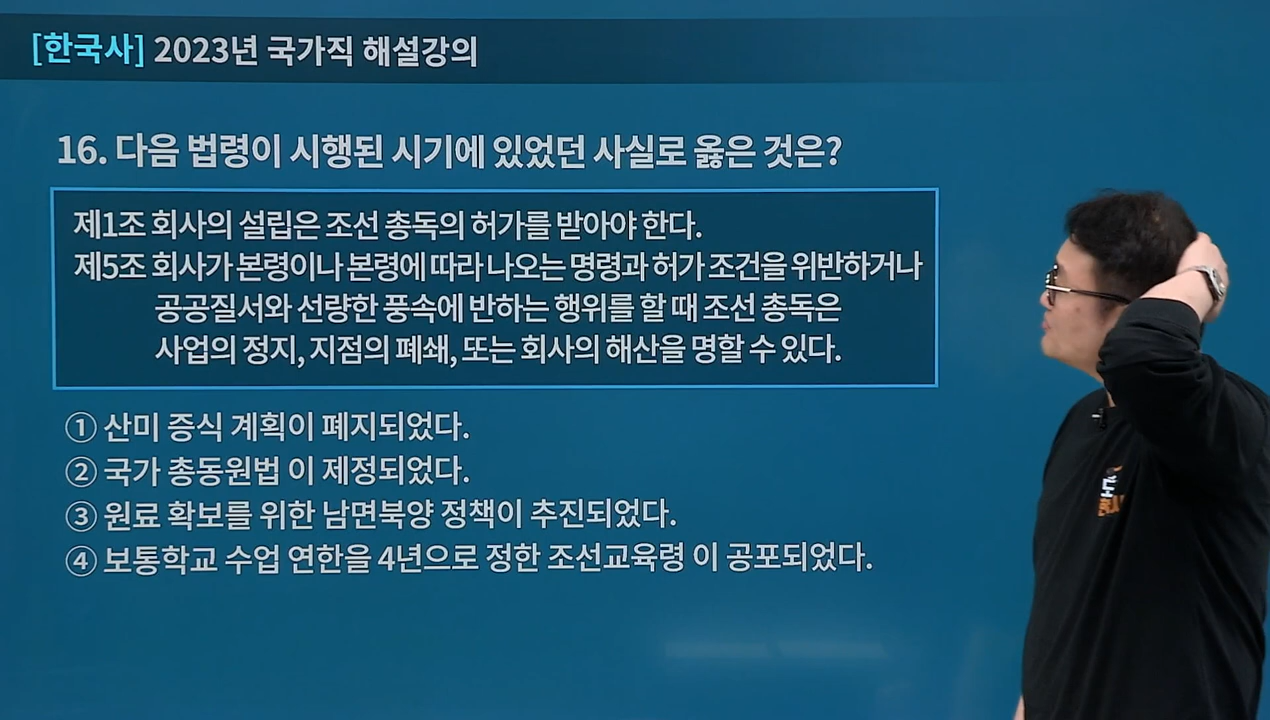 [한국사] 2023년 국가직 해설강의
16. 다음 법령이 시행된 시기에 있었던 사실로 옳은 것은?
제1조 회사의 설립은 조선 총독의 허가를 받아야 한다.
제5조 회사가 본령이나 본령에 따라 나오는 명령과 허가 조건을 위반하거나
공공질서와 선량한 풍속에 반하는 행위를 할 때 조선 총독은
사업의 정지, 지점의 폐쇄, 또는 회사의 해산을 명할 수 있다.
① 산미 증식 계획이 폐지되었다.
② 국가 총동원법 이 제정되었다.
③ 원료 확보를 위한 남면북양 정책이 추진되었다.
④ 보통학교 수업 연한을 4년으로 정한 조선교육령 이 공포되었다.